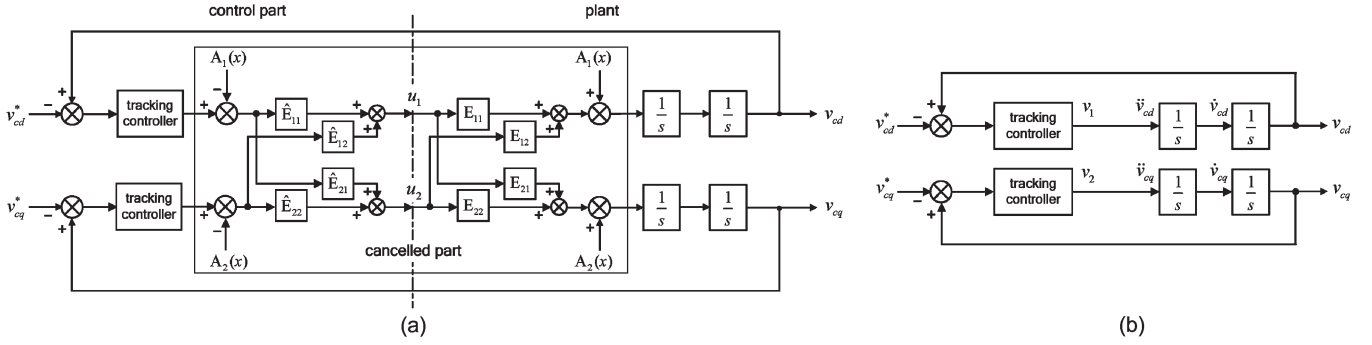 control part plant
A₁(x) A₁(x)
v*cd − + tracking controller + − Ê₁₁ + + u₁ E₁₁ + + + + 1/s 1/s vcd
Ê₁₂ E₁₂
Ê₂₁ E₂₁
v*cq − + tracking controller + − Ê₂₂ + + u₂ E₂₂ + + + + 1/s 1/s vcq
A₂(x) cancelled part A₂(x)
(a)
v*cd − + tracking controller v₁ v̈cd 1/s v̇cd 1/s vcd
v*cq − + tracking controller v₂ v̈cq 1/s v̇cq 1/s vcq
(b)